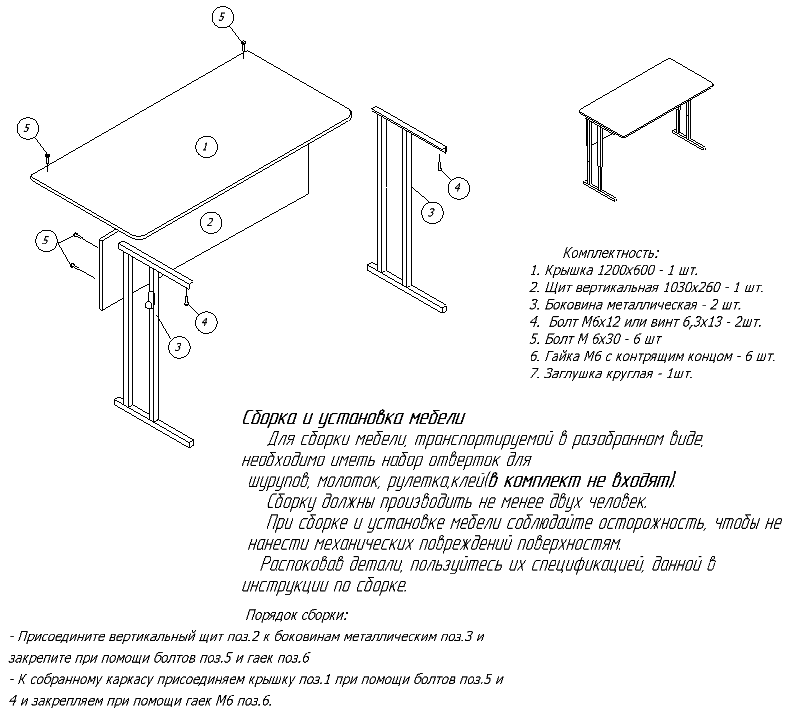 5
5
1
4
3
2
5
4
3
Комплектность:
1. Крышка 1200х600 - 1 шт.
2. Щит вертикальная 1030х260 - 1 шт.
3. Боковина металлическая - 2 шт.
4. Болт М6х12 или винт 6,3х13 - 2шт.
5. Болт М 6х30 - 6 шт
6. Гайка М6 с контрящим концом - 6 шт.
7. Заглушка круглая - 1шт.
Сборка и установка мебели
Для сборки мебели, транспортируемой в разобранном виде,
необходимо иметь набор отверток для
шурупов, молоток, рулетка,клей(в комплект не входят).
Сборку должны производить не менее двух человек.
При сборке и установке мебели соблюдайте осторожность, чтобы не
нанести механических повреждений поверхностям.
Распаковав детали, пользуйтесь их спецификацией, данной в
инструкции по сборке.
Порядок сборки:
- Присоедините вертикальный щит поз.2 к боковинам металлическим поз.3 и
закрепите при помощи болтов поз.5 и гаек поз.6
- К собранному каркасу присоединяем крышку поз.1 при помощи болтов поз.5 и
4 и закрепляем при помощи гаек М6 поз.6.